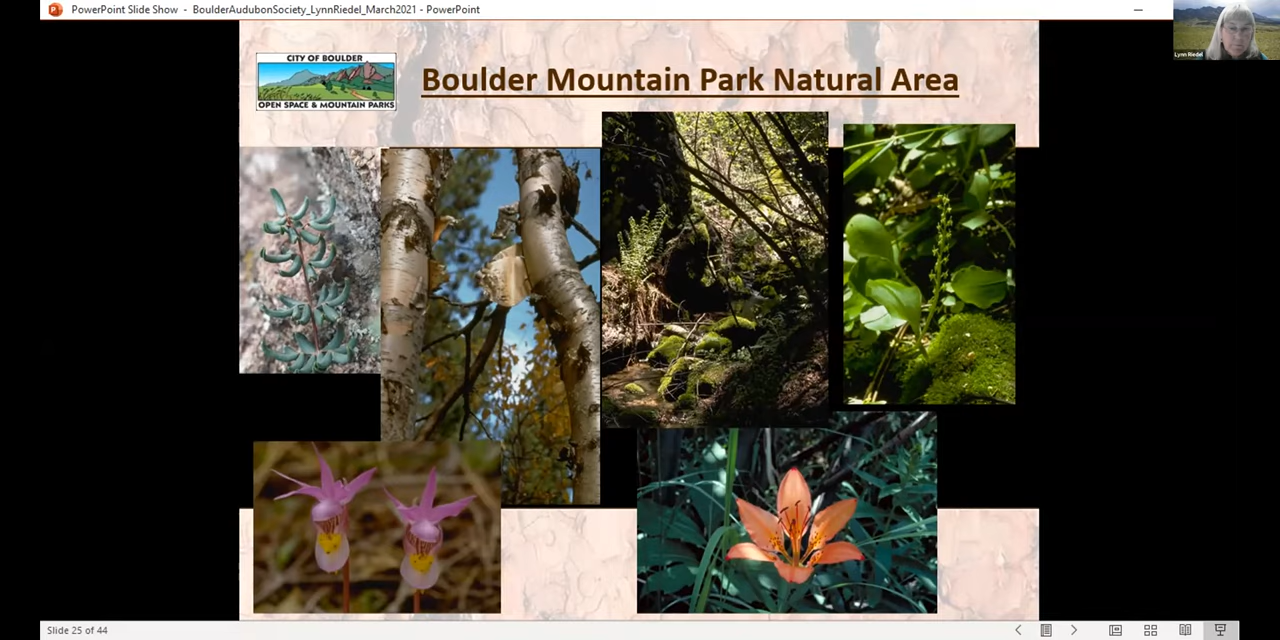 PowerPoint Slide Show - BoulderAudubonSociety_LynnRiedel_March2021 - PowerPoint
Lynn Riedel
CITY OF BOULDER
OPEN SPACE & MOUNTAIN PARKS
Boulder Mountain Park Natural Area
Slide 25 of 44